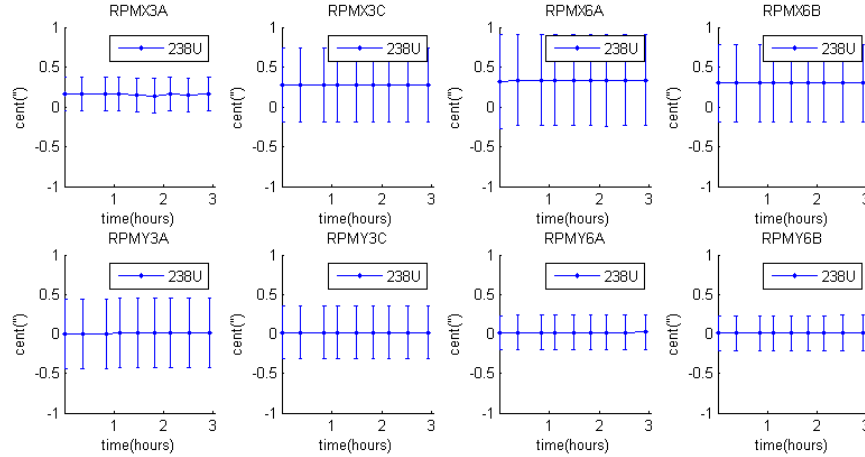 RPMX3A RPMX3C RPMX6A RPMX6B
1 1 1 1
238U 238U 238U 238U
0.5 0.5 0.5 0.5
cent('') cent('') cent('') cent('')
0 0 0 0
-0.5 -0.5 -0.5 -0.5
-1 -1 -1 -1
1 2 3 1 2 3 1 2 3 1 2 3
time(hours) time(hours) time(hours) time(hours)
RPMY3A RPMY3C RPMY6A RPMY6B
1 1 1 1
238U 238U 238U 238U
0.5 0.5 0.5 0.5
cent('') cent('') cent('') cent('')
0 0 0 0
-0.5 -0.5 -0.5 -0.5
-1 -1 -1 -1
1 2 3 1 2 3 1 2 3 1 2 3
time(hours) time(hours) time(hours) time(hours)